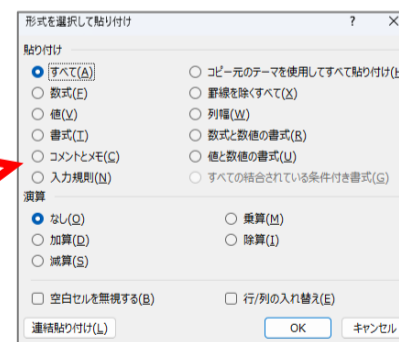 形式を選択して貼り付け ? ×
貼り付け
すべて(A)
コピー元のテーマを使用してすべて貼り付け(H
数式(F)
罫線を除くすべて(X)
値(V)
列幅(W)
書式(T)
数式と数値の書式(R)
コメントとメモ(C)
値と数値の書式(U)
入力規則(N)
すべての結合されている条件付き書式(G)
演算
なし(O)
乗算(M)
加算(D)
除算(I)
減算(S)
空白セルを無視する(B)
行/列の入れ替え(E)
連結貼り付け(L)
OK
キャンセル